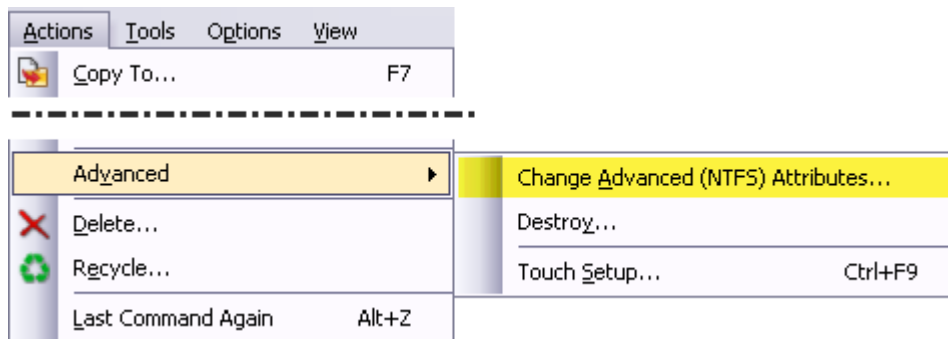 Actions Tools Options View
Copy To... F7
Advanced
Change Advanced (NTFS) Attributes...
Delete...
Destroy...
Recycle...
Touch Setup... Ctrl+F9
Last Command Again Alt+Z